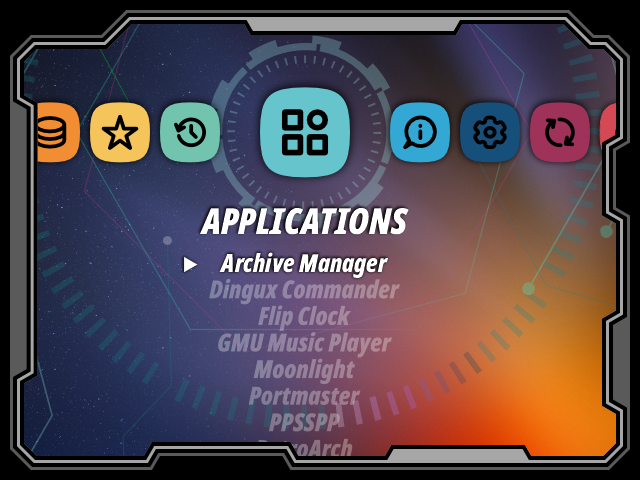 APPLICATIONS
Archive Manager
Dingux Commander
Flip Clock
GMU Music Player
Moonlight
Portmaster
PPSSPP